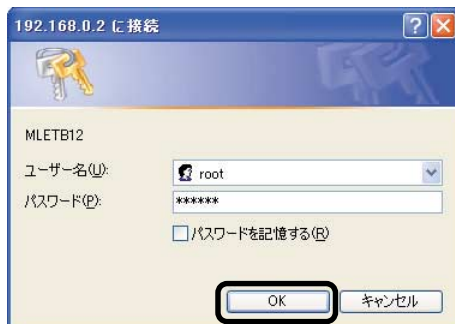 192.168.0.2 に接続
MLETB12
ユーザー名(U):
root
パスワード(P):
******
パスワードを記憶する(R)
OK
キャンセル